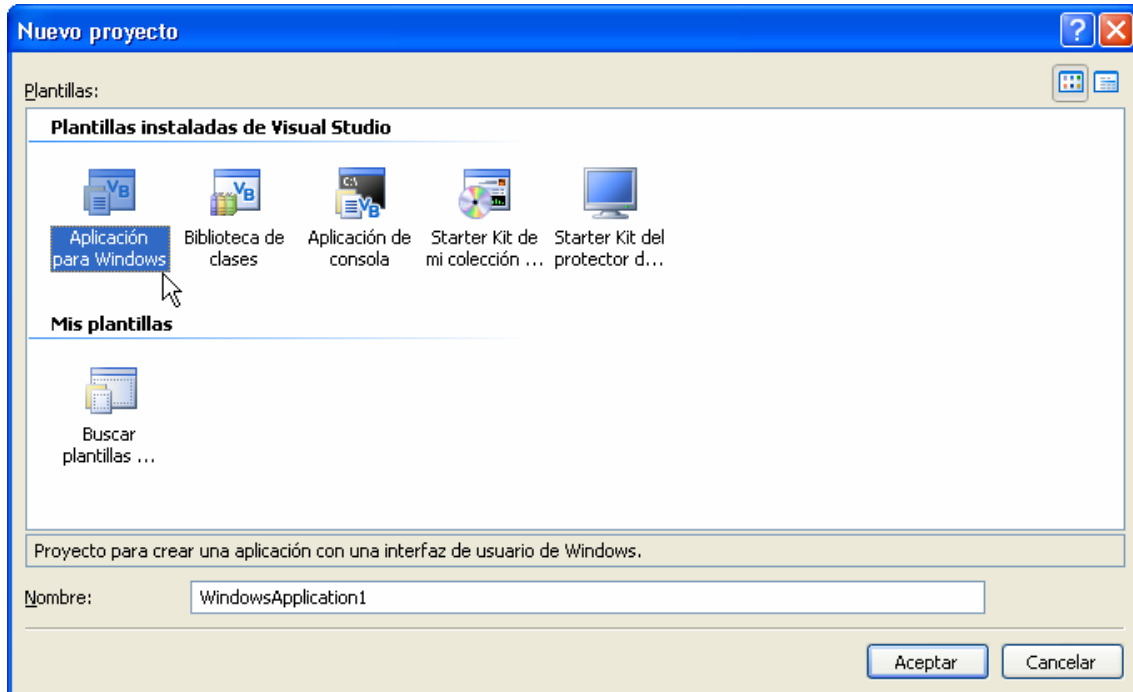 Nuevo proyecto
Plantillas:
Plantillas instaladas de Visual Studio
Aplicación para Windows
Biblioteca de clases
Aplicación de consola
Starter Kit de mi colección ...
Starter Kit del protector d...
Mis plantillas
Buscar plantillas ...
Proyecto para crear una aplicación con una interfaz de usuario de Windows.
Nombre: WindowsApplication1
Aceptar Cancelar